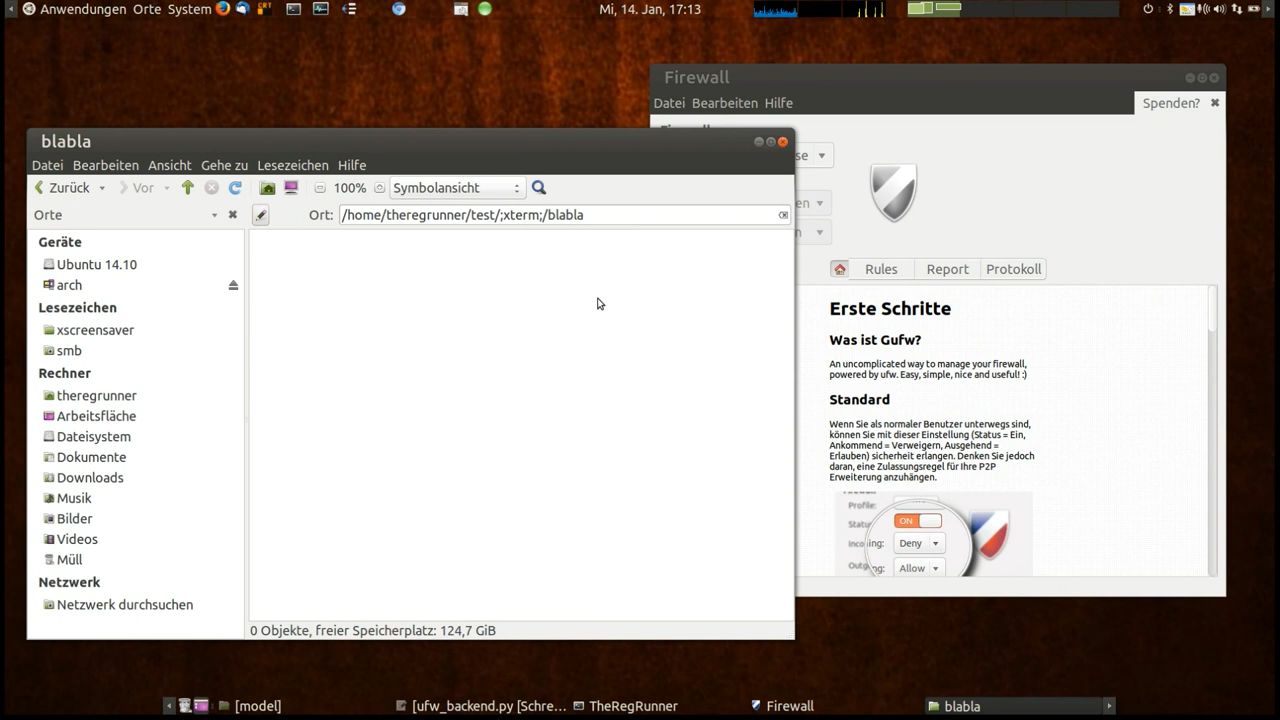 Anwendungen Orte System
CRT
Mi, 14. Jan, 17:13
Firewall
Datei Bearbeiten Hilfe
Spenden?
blabla
Datei Bearbeiten Ansicht Gehe zu Lesezeichen Hilfe
Zurück Vor 100% Symbolansicht
Orte
Ort: /home/theregrunner/test/;xterm;/blabla
Geräte
Ubuntu 14.10
arch
Lesezeichen
xscreensaver
smb
Rechner
theregrunner
Arbeitsfläche
Dateisystem
Dokumente
Downloads
Musik
Bilder
Videos
Müll
Netzwerk
Netzwerk durchsuchen
0 Objekte, freier Speicherplatz: 124,7 GiB
se
en
n
Rules Report Protokoll
Erste Schritte
Was ist Gufw?
An uncomplicated way to manage your firewall,
powered by ufw. Easy, simple, nice and useful! :)
Standard
Wenn Sie als normaler Benutzer unterwegs sind,
können Sie mit dieser Einstellung (Status = Ein,
Ankommend = Verweigern, Ausgehend =
Erlauben) sicherheit erlangen. Denken Sie jedoch
daran, eine Zulassungsregel für Ihre P2P
Erweiterung anzuhängen.
Profile:
ON
Deny
Allow
[model]
[ufw_backend.py [Schre...
TheRegRunner
Firewall
blabla